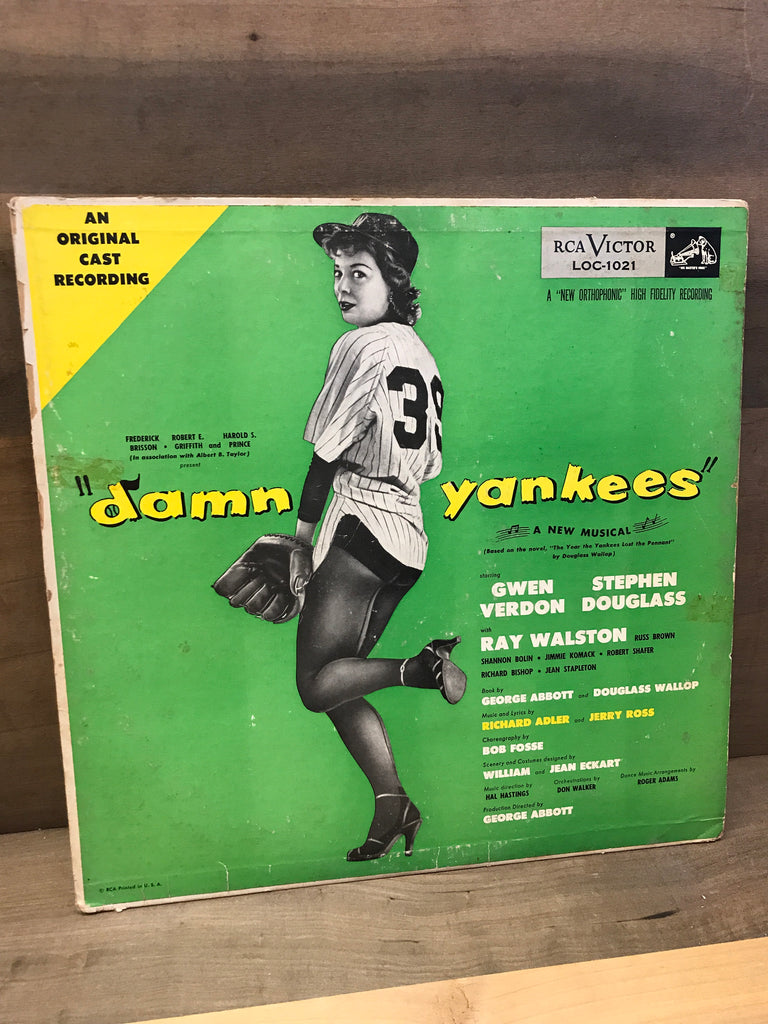 AN
ORIGINAL
CAST
RECORDING
RCA VICTOR
LOC-1021
"HIS MASTER'S VOICE"
A "NEW ORTHOPHONIC" HIGH FIDELITY RECORDING
39
FREDERICK ROBERT E. HAROLD S.
BRISSON • GRIFFITH and PRINCE
(In association with Albert B. Taylor)
present
"damn yankees"
A NEW MUSICAL
(Based on the novel, "The Year the Yankees Lost the Pennant"
by Douglass Wallop)
starring
GWEN STEPHEN
VERDON DOUGLASS
with
RAY WALSTON RUSS BROWN
SHANNON BOLIN • JIMMIE KOMACK • ROBERT SHAFER
RICHARD BISHOP • JEAN STAPLETON
Book by
GEORGE ABBOTT and DOUGLASS WALLOP
Music and Lyrics by
RICHARD ADLER and JERRY ROSS
Choreography by
BOB FOSSE
Scenery and Costumes designed by
WILLIAM and JEAN ECKART
Music direction by Orchestrations by Dance Music Arrangements by
HAL HASTINGS DON WALKER ROGER ADAMS
Production Directed by
GEORGE ABBOTT
© RCA Printed in U. S. A.